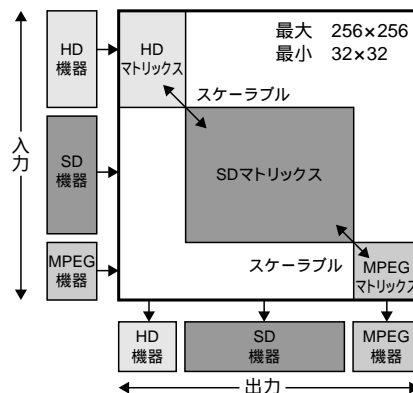 HD
機器
HD
マトリックス
最大 256×256
最小 32×32
スケーラブル
入力
SD
機器
SDマトリックス
MPEG
機器
スケーラブル
MPEG
マトリックス
HD
機器
SD
機器
MPEG
機器
出力